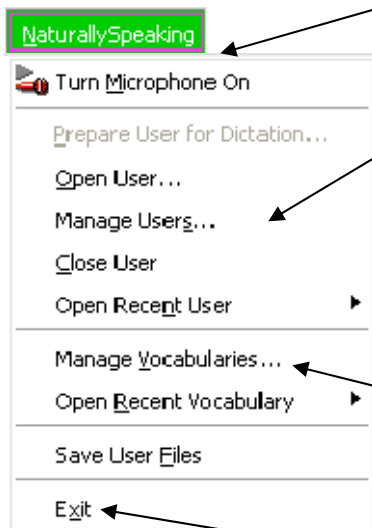 NaturallySpeaking
Turn Microphone On
Prepare User for Dictation...
Open User...
Manage Users...
Close User
Open Recent User
Manage Vocabularies...
Open Recent Vocabulary
Save User Files
Exit